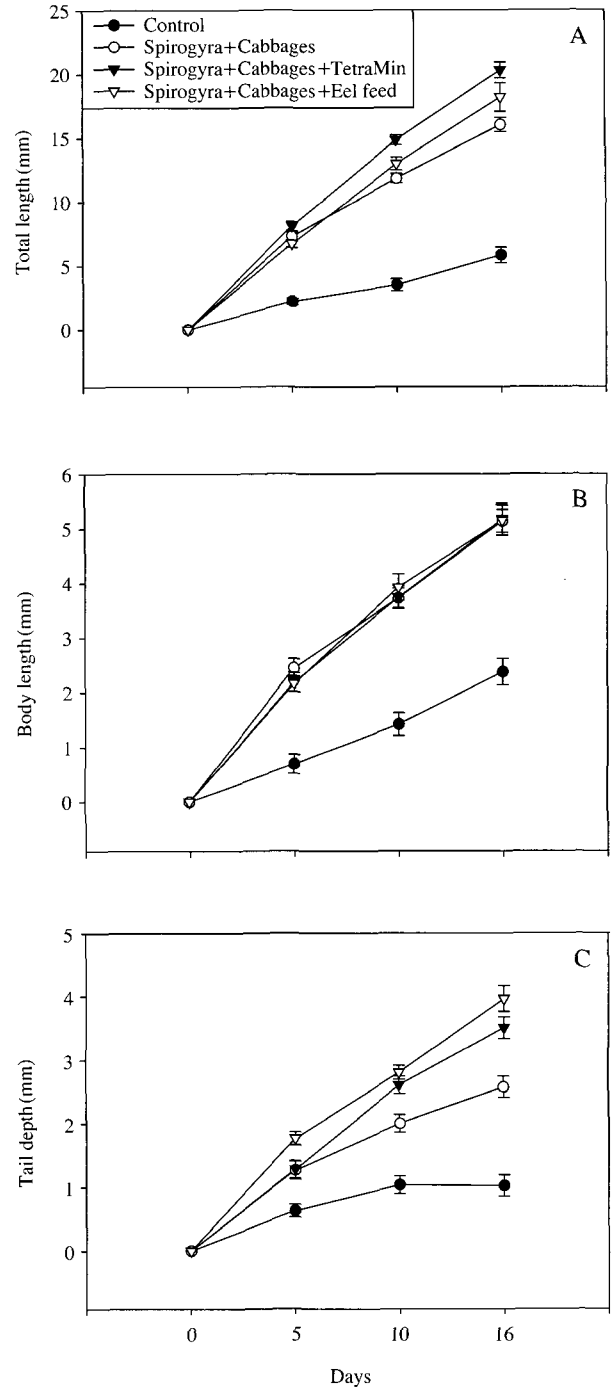 25
20
15
10
5
0
Total length (mm)
Control
Spirogyra+Cabbages
Spirogyra+Cabbages+TetraMin
Spirogyra+Cabbages+Eel feed
A
6
5
4
3
2
1
0
Body length (mm)
B
5
4
3
2
1
0
Tail depth (mm)
C
0 5 10 16
Days